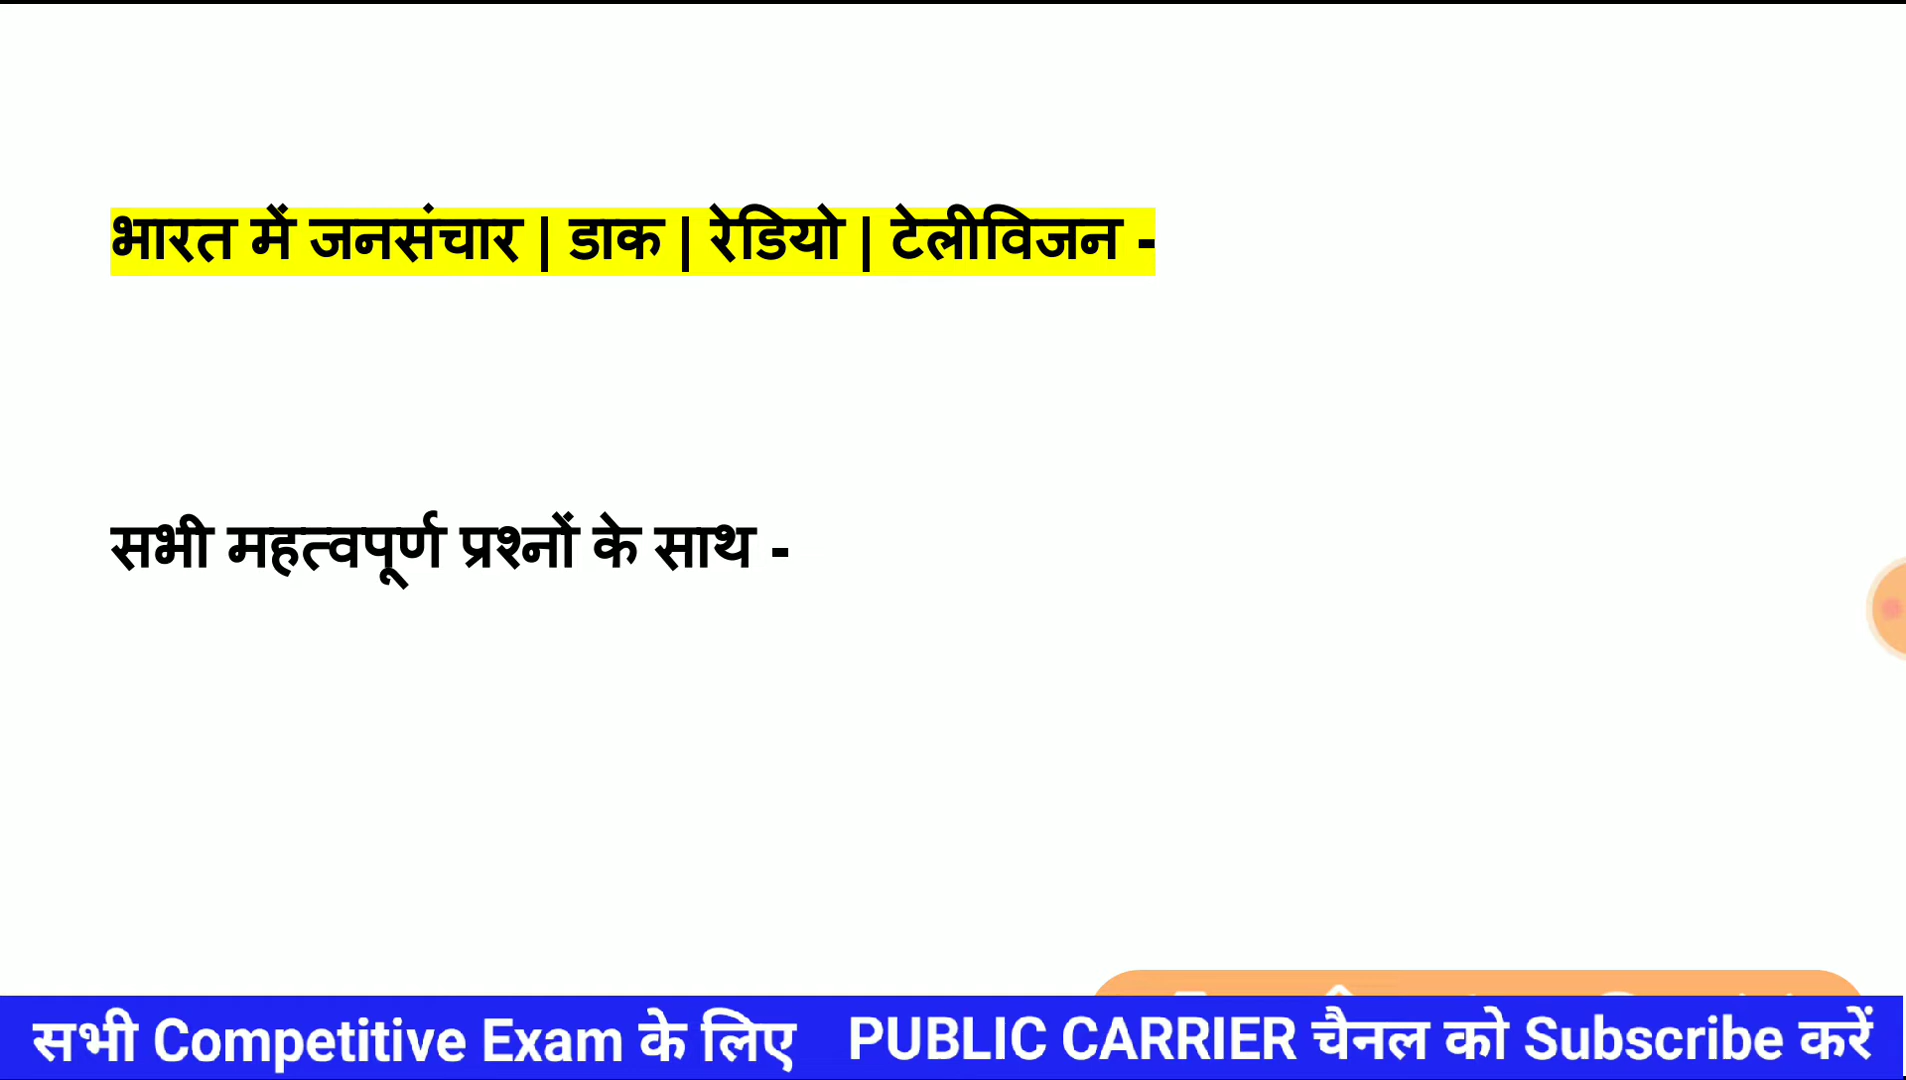 भारत में जनसंचार | डाक | रेडियो | टेलीविजन -
सभी महत्वपूर्ण प्रश्नों के साथ -
सभी Competitive Exam के लिए PUBLIC CARRIER चैनल को Subscribe करें